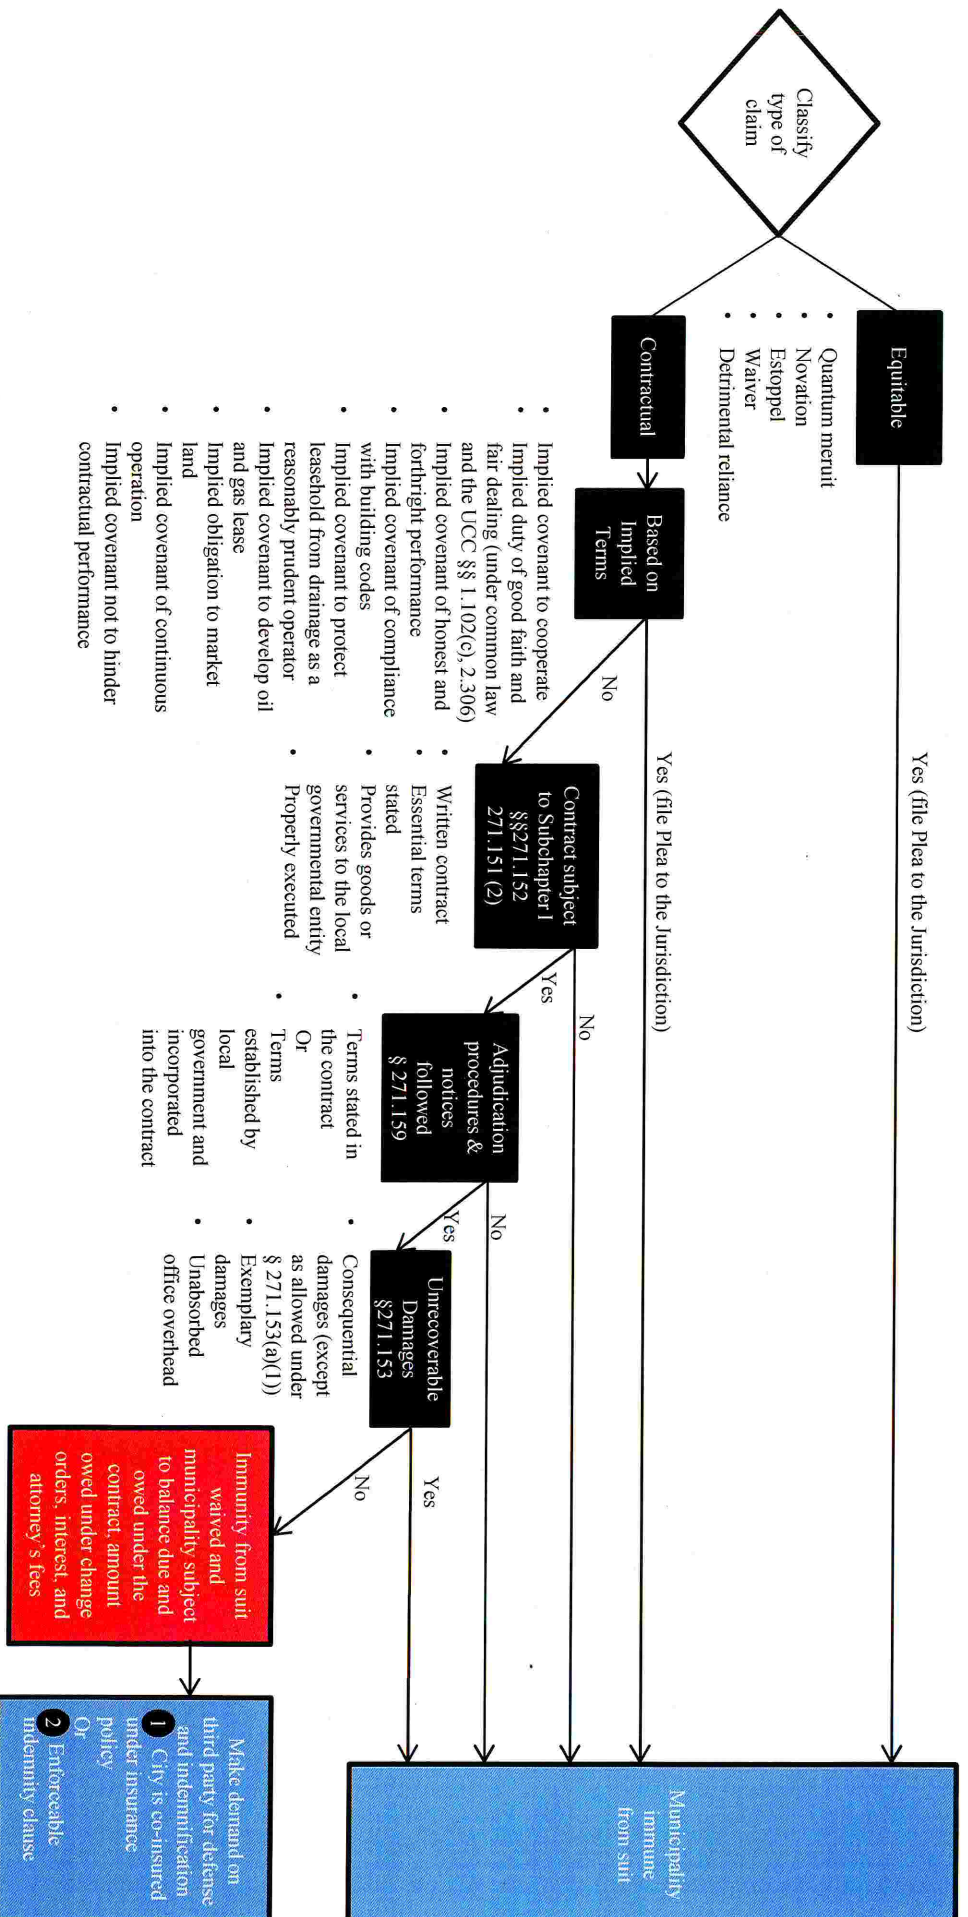 Classify
type of
claim
Equitable
Yes (file Plea to the Jurisdiction)
• Quantum meruit
• Novation
• Estoppel
• Waiver
• Detrimental reliance
Contractual
Based on
Implied
Terms
Yes (file Plea to the Jurisdiction)
No
• Implied covenant to cooperate
• Implied duty of good faith and
fair dealing (under common law
and the UCC §§ 1.102(c), 2.306)
• Implied covenant of honest and
forthright performance
• Implied covenant of compliance
with building codes
• Implied covenant to protect
leasehold from drainage as a
reasonably prudent operator
• Implied covenant to develop oil
and gas lease
• Implied obligation to market
land
• Implied covenant of continuous
operation
• Implied covenant not to hinder
contractual performance
Contract subject
to Subchapter I
§§271.152
271.151 (2)
No
Yes
• Written contract
• Essential terms
stated
• Provides goods or
services to the local
governmental entity
• Properly executed
Adjudication
procedures &
notices
followed
§ 271.159
No
Yes
• Terms stated in
the contract
Or
• Terms
established by
local
government and
incorporated
into the contract
Unrecoverable
Damages
§271.153
Yes
No
• Consequential
damages (except
as allowed under
§ 271.153(a)(1))
• Exemplary
damages
• Unabsorbed
office overhead
Municipality
immune
from suit
Immunity from suit
waived and
municipality subject
to balance due and
owed under the
contract, amount
owed under change
orders, interest, and
attorney's fees
Make demand on
third party for defense
and indemnification
1 City is co-insured
under insurance
policy
Or
2 Enforceable
indemnity clause